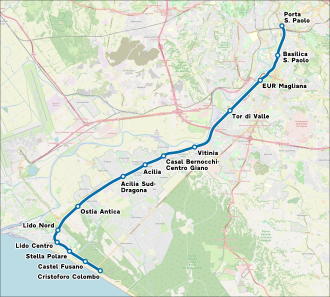 Porta
S. Paolo
Basilica
S. Paolo
EUR Magliana
Tor di Valle
Vitinia
Casal Bernocchi-
Centro Giano
Acilia
Acilia Sud-
Dragona
Ostia Antica
Lido Nord
Lido Centro
Stella Polare
Castel Fusano
Cristoforo Colombo